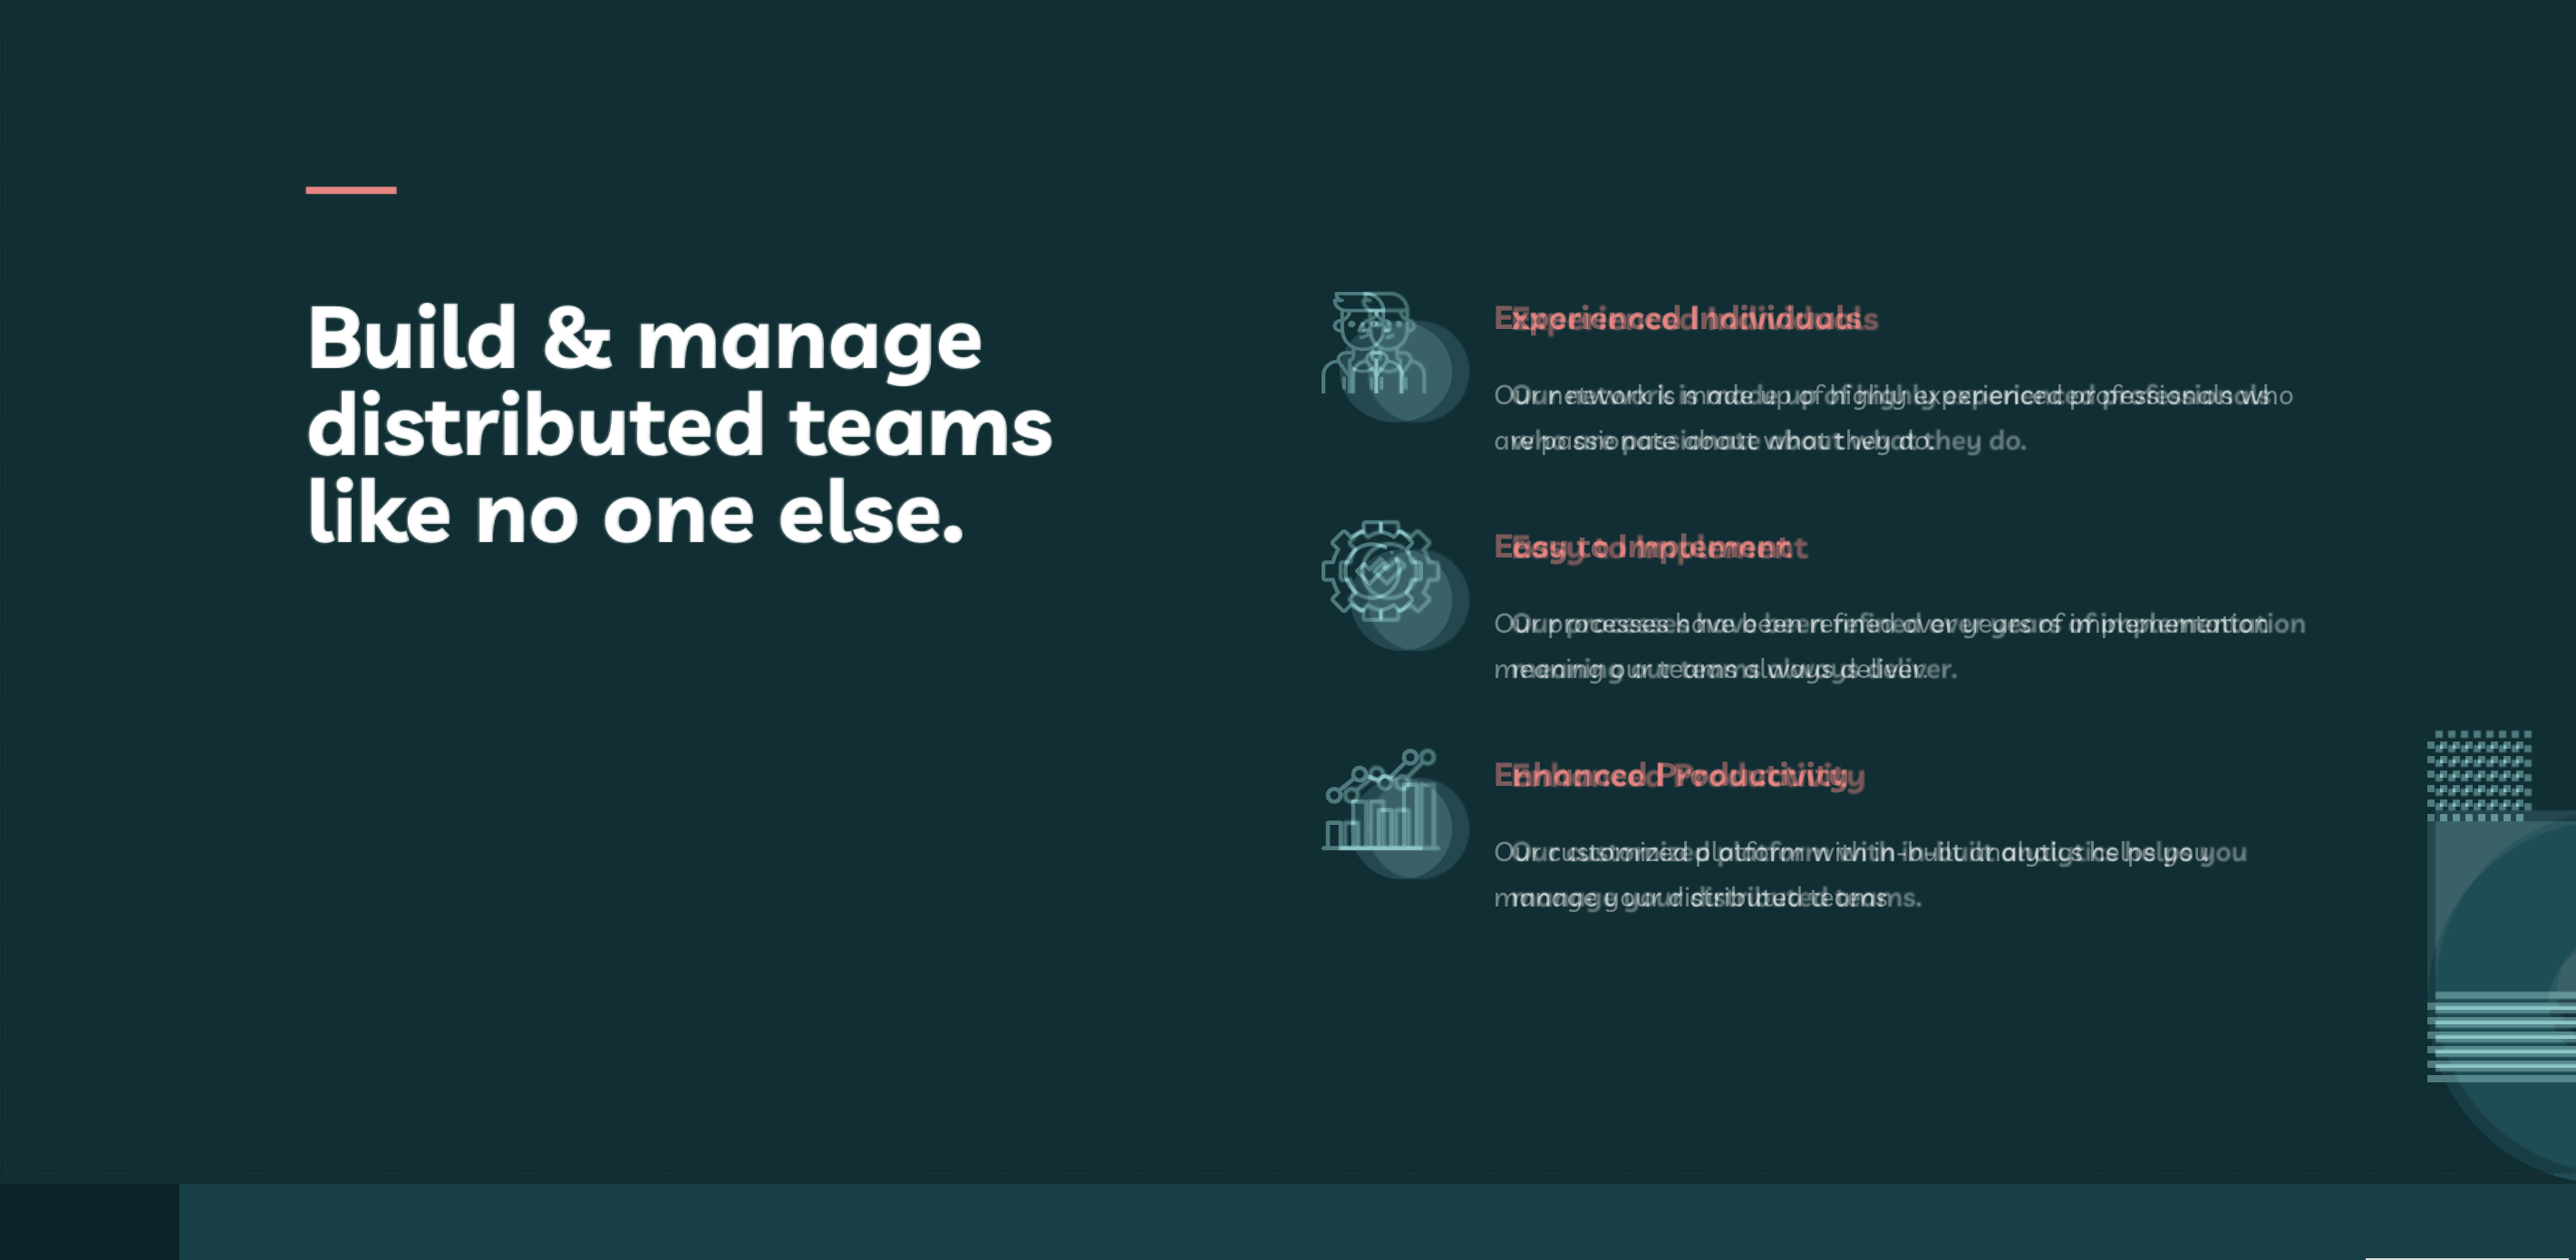 Build & manage
distributed teams
like no one else.
Experienced Individuals
Our network is made up of highly experienced professionals who
are passionate about what they do.
Easy to Implement
Our processes have been refined over years of implementation
meaning our teams always deliver.
Enhanced Productivity
Our customized platform with in-built analytics helps you
manage your distributed teams.